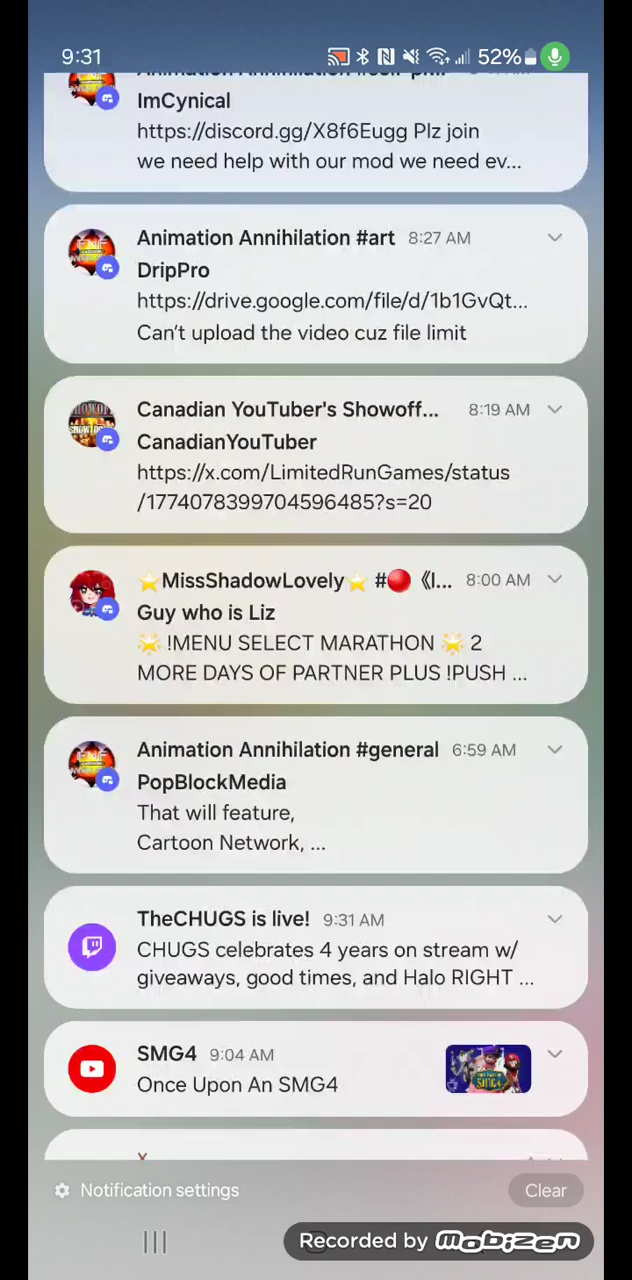 9:31
52%
Animation Annihilation #self-pr...
ImCynical
https://discord.gg/X8f6Eugg Plz join
we need help with our mod we need ev...
Animation Annihilation #art 8:27 AM
DripPro
https://drive.google.com/file/d/1b1GvQt...
Can't upload the video cuz file limit
Canadian YouTuber's Showoff... 8:19 AM
CanadianYouTuber
https://x.com/LimitedRunGames/status
/1774078399704596485?s=20
⭐MissShadowLovely⭐ #🔴《I... 8:00 AM
Guy who is Liz
🌟 !MENU SELECT MARATHON 🌟 2
MORE DAYS OF PARTNER PLUS !PUSH ...
Animation Annihilation #general 6:59 AM
PopBlockMedia
That will feature,
Cartoon Network, ...
TheCHUGS is live! 9:31 AM
CHUGS celebrates 4 years on stream w/
giveaways, good times, and Halo RIGHT ...
SMG4 9:04 AM
Once Upon An SMG4
Notification settings
Clear
Recorded by mobizen